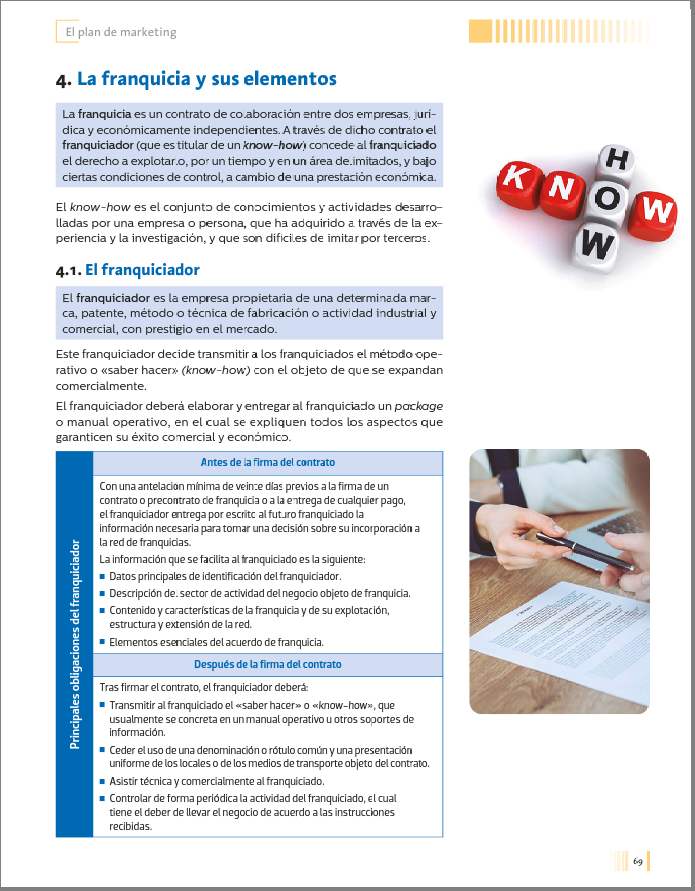 El plan de marketing
4. La franquicia y sus elementos
La franquicia es un contrato de colaboración entre dos empresas, jurí-
dica y económicamente independientes. A través de dicho contrato el
franquiciador (que es titular de un know-how) concede al franquiciado
el derecho a explotarlo, por un tiempo y en un área delimitados, y bajo
ciertas condiciones de control, a cambio de una prestación económica.
El know-how es el conjunto de conocimientos y actividades desarro-
lladas por una empresa o persona, que ha adquirido a través de la ex-
periencia y la investigación, y que son difíciles de imitar por terceros.
KNOW
HOW
4.1. El franquiciador
El franquiciador es la empresa propietaria de una determinada mar-
ca, patente, método o técnica de fabricación o actividad industrial y
comercial, con prestigio en el mercado.
Este franquiciador decide transmitir a los franquiciados el método ope-
rativo o «saber hacer» (know-how) con el objeto de que se expandan
comercialmente.
El franquiciador deberá elaborar y entregar al franquiciado un package
o manual operativo, en el cual se expliquen todos los aspectos que
garanticen su éxito comercial y económico.
Principales obligaciones del franquiciador
Antes de la firma del contrato
Con una antelación mínima de veinte días previos a la firma de un
contrato o precontrato de franquicia o a la entrega de cualquier pago,
el franquiciador entrega por escrito al futuro franquiciado la
información necesaria para tomar una decisión sobre su incorporación a
la red de franquicias.
La información que se facilita al franquiciado es la siguiente:
■ Datos principales de identificación del franquiciador.
■ Descripción del sector de actividad del negocio objeto de franquicia.
■ Contenido y características de la franquicia y de su explotación,
estructura y extensión de la red.
■ Elementos esenciales del acuerdo de franquicia.
Después de la firma del contrato
Tras firmar el contrato, el franquiciador deberá:
■ Transmitir al franquiciado el «saber hacer» o «know-how», que
usualmente se concreta en un manual operativo u otros soportes de
información.
■ Ceder el uso de una denominación o rótulo común y una presentación
uniforme de los locales o de los medios de transporte objeto del contrato.
■ Asistir técnica y comercialmente al franquiciado.
■ Controlar de forma periódica la actividad del franquiciado, el cual
tiene el deber de llevar el negocio de acuerdo a las instrucciones
recibidas.
69